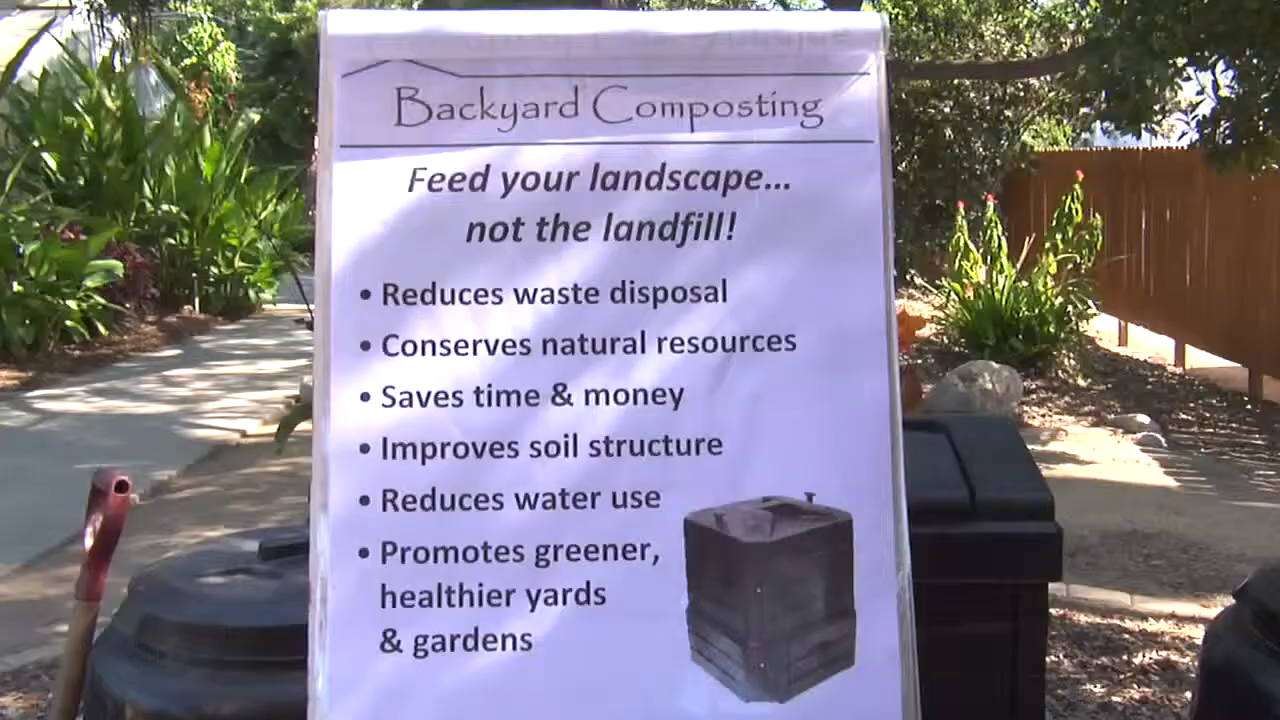 Backyard Composting
Feed your landscape...
not the landfill!
• Reduces waste disposal
• Conserves natural resources
• Saves time & money
• Improves soil structure
• Reduces water use
• Promotes greener,
healthier yards
& gardens